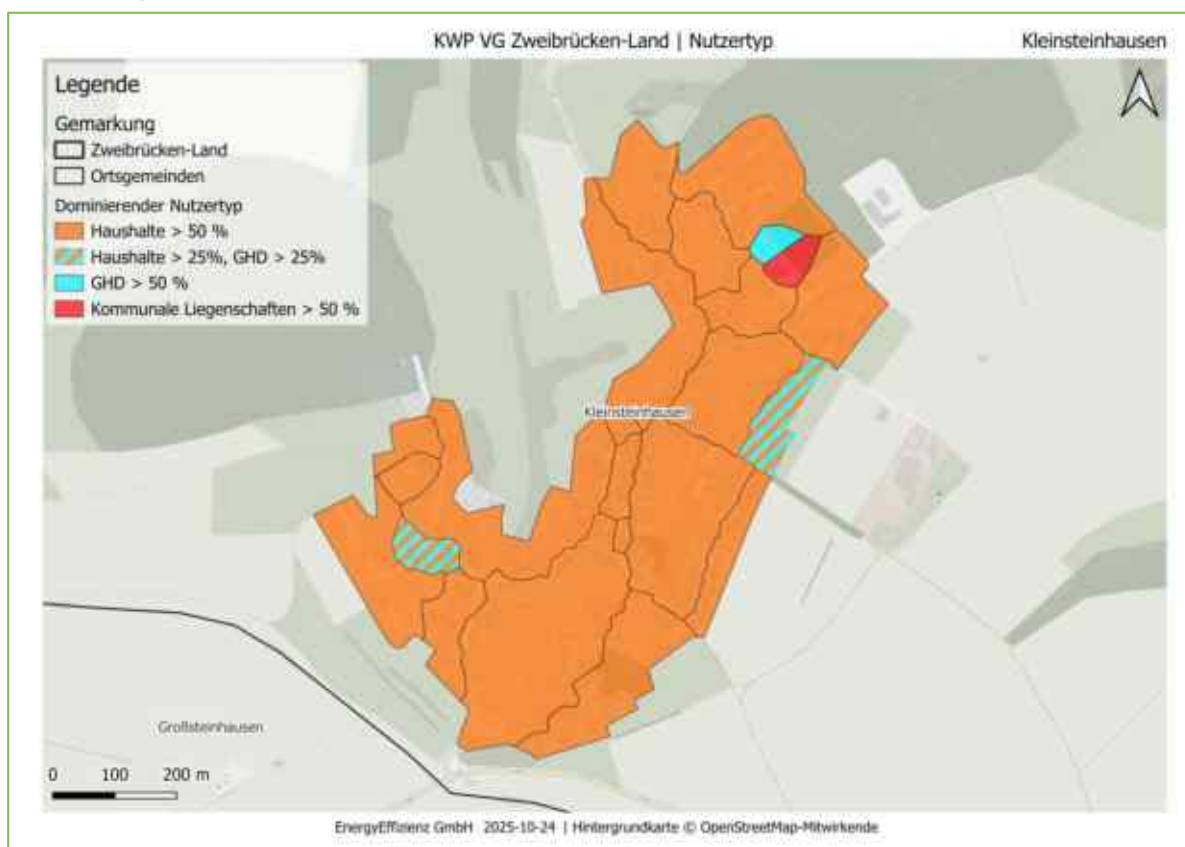 KWP VG Zweibrücken-Land | Nutzertyp
Kleinsteinhausen
Legende
Gemarkung
Zweibrücken-Land
Ortsgemeinden
Dominierender Nutzertyp
Haushalte > 50 %
Haushalte > 25%, GHD > 25%
GHD > 50 %
Kommunale Liegenschaften > 50 %
Kleinsteinhausen
Großsteinhausen
0 100 200 m
EnergyEffizienz GmbH 2025-10-24 | Hintergrundkarte © OpenStreetMap-Mitwirkende